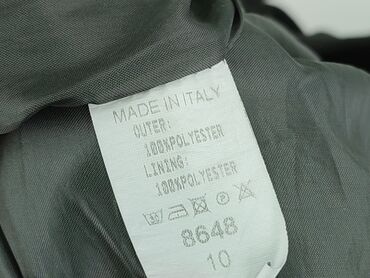 MADE IN ITALY
OUTER:
100%POLYESTER
LINING:
100%POLYESTER
8648
10